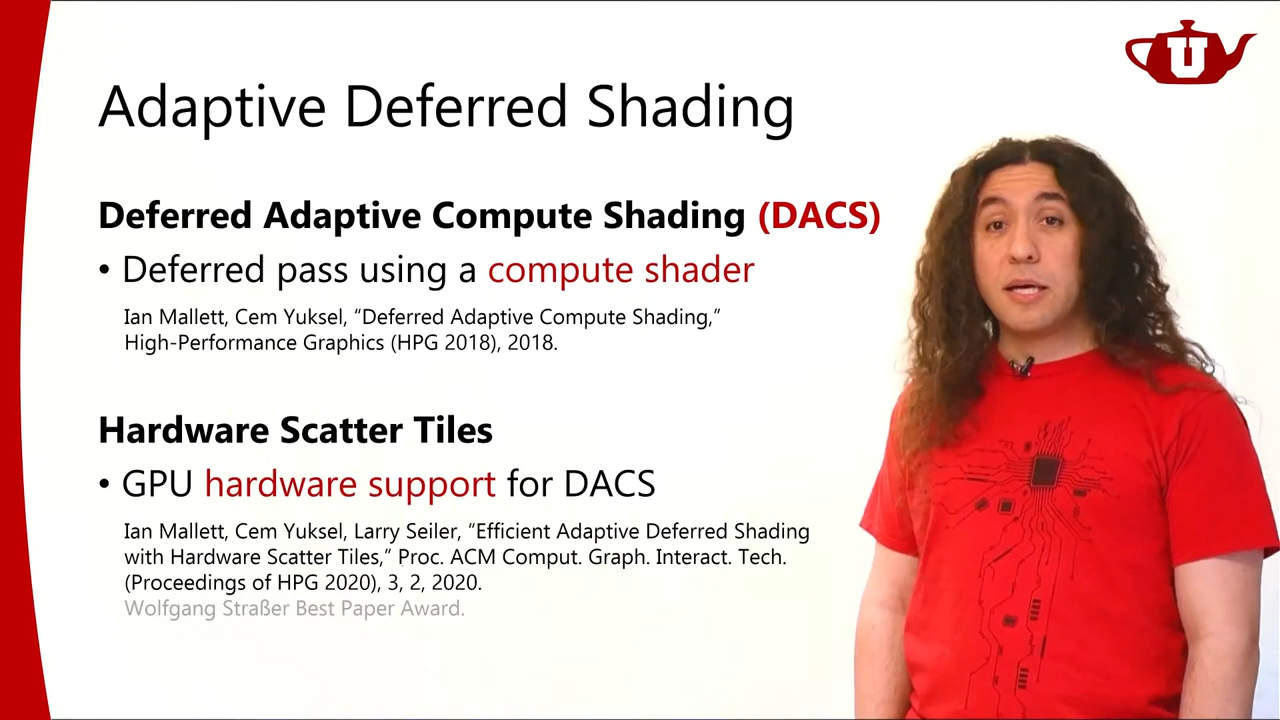 U
Adaptive Deferred Shading
Deferred Adaptive Compute Shading (DACS)
• Deferred pass using a compute shader
Ian Mallett, Cem Yuksel, “Deferred Adaptive Compute Shading,”
High-Performance Graphics (HPG 2018), 2018.
Hardware Scatter Tiles
• GPU hardware support for DACS
Ian Mallett, Cem Yuksel, Larry Seiler, “Efficient Adaptive Deferred Shading
with Hardware Scatter Tiles,” Proc. ACM Comput. Graph. Interact. Tech.
(Proceedings of HPG 2020), 3, 2, 2020.
Wolfgang Straßer Best Paper Award.